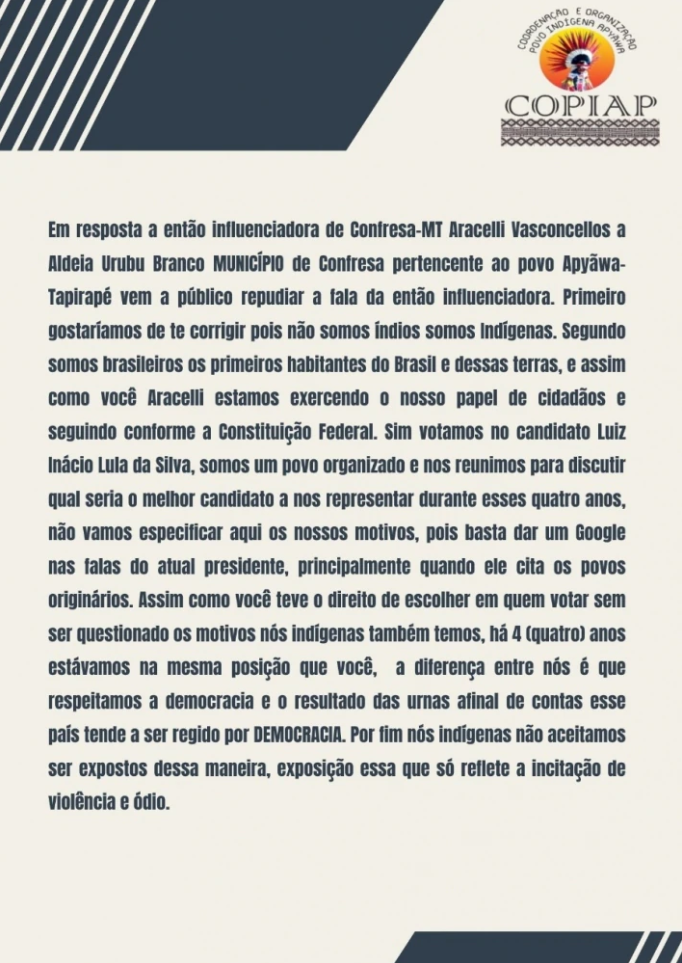 COORDENAÇÃO E ORGANIZAÇÃO
POVO INDÍGENA APYÃWA
COPIAP
Em resposta a então influenciadora de Confresa-MT Aracelli Vasconcellos a
Aldeia Urubu Branco MUNICÍPIO de Confresa pertencente ao povo Apyãwa-
Tapirapé vem a público repudiar a fala da então influenciadora. Primeiro
gostaríamos de te corrigir pois não somos índios somos Indígenas. Segundo
somos brasileiros os primeiros habitantes do Brasil e dessas terras, e assim
como você Aracelli estamos exercendo o nosso papel de cidadãos e
seguindo conforme a Constituição Federal. Sim votamos no candidato Luiz
Inácio Lula da Silva, somos um povo organizado e nos reunimos para discutir
qual seria o melhor candidato a nos representar durante esses quatro anos,
não vamos especificar aqui os nossos motivos, pois basta dar um Google
nas falas do atual presidente, principalmente quando ele cita os povos
originários. Assim como você teve o direito de escolher em quem votar sem
ser questionado os motivos nós indígenas também temos, há 4 (quatro) anos
estávamos na mesma posição que você, a diferença entre nós é que
respeitamos a democracia e o resultado das urnas afinal de contas esse
país tende a ser regido por DEMOCRACIA. Por fim nós indígenas não aceitamos
ser expostos dessa maneira, exposição essa que só reflete a incitação de
violência e ódio.